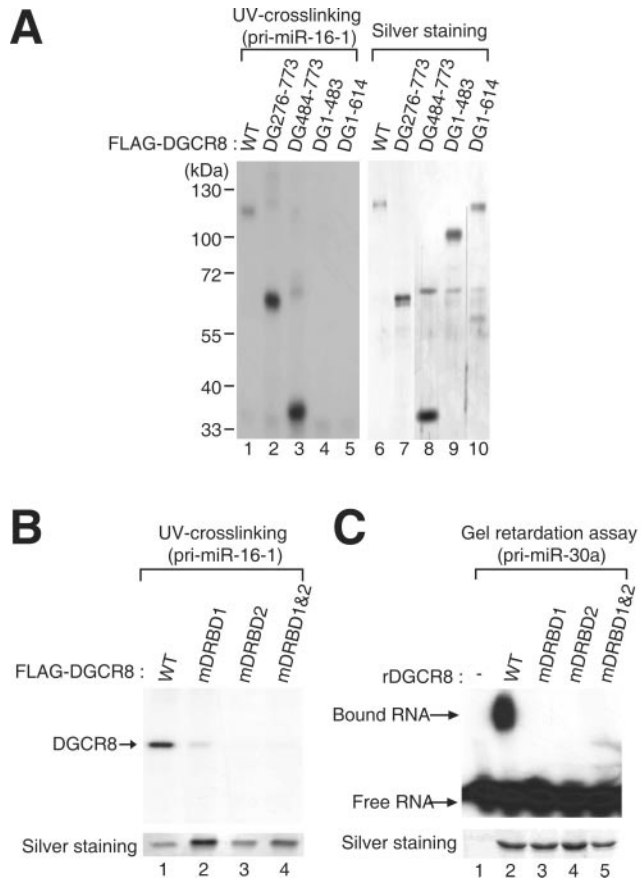 A
UV-crosslinking
(pri-miR-16-1)
Silver staining
FLAG-DGCR8 :
WT
DG276-773
DG484-773
DG1-483
DG1-614
WT
DG276-773
DG484-773
DG1-483
DG1-614
(kDa)
130
100
72
55
40
33
1 2 3 4 5 6 7 8 9 10
B
UV-crosslinking
(pri-miR-16-1)
FLAG-DGCR8 :
WT
mDRBD1
mDRBD2
mDRBD1&2
DGCR8
Silver staining
1 2 3 4
C
Gel retardation assay
(pri-miR-30a)
rDGCR8 :
-
WT
mDRBD1
mDRBD2
mDRBD1&2
Bound RNA
Free RNA
Silver staining
1 2 3 4 5